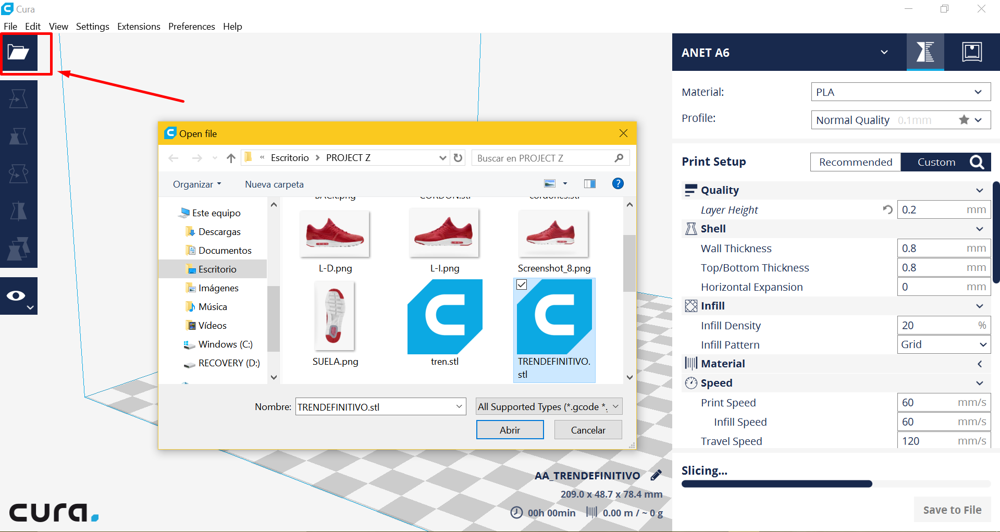 Cura
File Edit View Settings Extensions Preferences Help
ANET A6
Material: PLA
Profile: Normal Quality 0.1mm
Print Setup Recommended Custom
Quality
Layer Height 0.2 mm
Shell
Wall Thickness 0.8 mm
Top/Bottom Thickness 0.8 mm
Horizontal Expansion 0 mm
Infill
Infill Density 20 %
Infill Pattern Grid
Material
Speed
Print Speed 60 mm/s
Infill Speed 60 mm/s
Travel Speed 120 mm/s
Slicing...
Save to File
Open file
« Escritorio > PROJECT Z
Buscar en PROJECT Z
Organizar Nueva carpeta
Este equipo
Descargas
Documentos
Escritorio
Imágenes
Música
Vídeos
Windows (C:)
RECOVERY (D:)
BACK.png CORDON.stl cordones.stl
L-D.png L-I.png Screenshot_8.png
SUELA.png tren.stl TRENDEFINITIVO.
stl
Nombre: TRENDEFINITIVO.stl All Supported Types (*.gcode *.
Abrir Cancelar
AA_TRENDEFINITIVO
209.0 x 48.7 x 78.4 mm
00h 00min 0.00 m / ~ 0 g
cura.